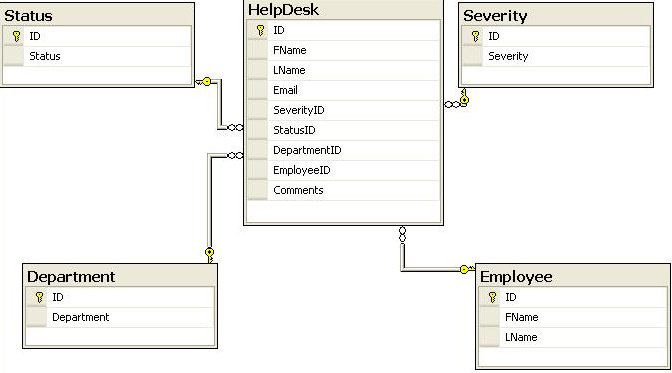 Status
ID
Status
HelpDesk
ID
FName
LName
Email
SeverityID
StatusID
DepartmentID
EmployeeID
Comments
Severity
ID
Severity
Department
ID
Department
Employee
ID
FName
LName